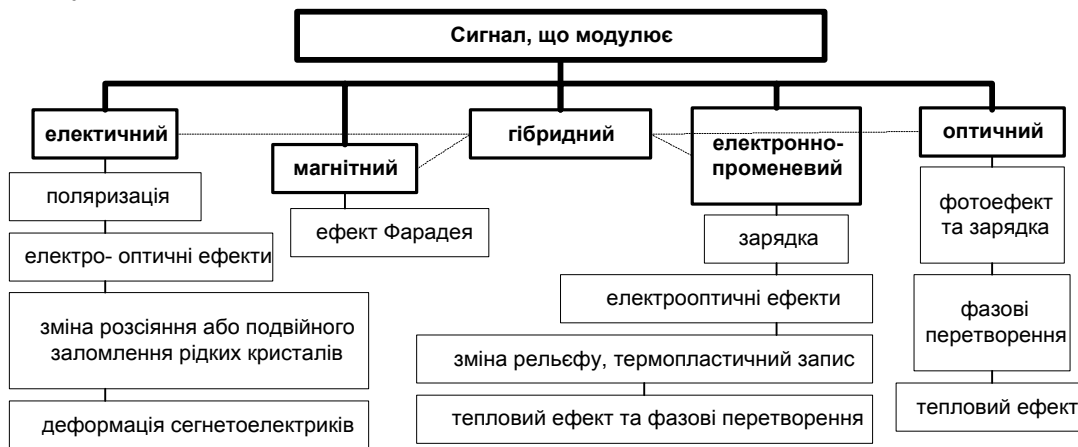 Сигнал, що модулює
електичний
магнітний
гібридний
електронно-
променевий
оптичний
поляризація
електро- оптичні ефекти
зміна розсіяння або подвійного
заломлення рідких кристалів
деформація сегнетоелектриків
ефект Фарадея
зарядка
електрооптичні ефекти
зміна рельєфу, термопластичний запис
тепловий ефект та фазові перетворення
фотоефект
та зарядка
фазові
перетворення
тепловий ефект